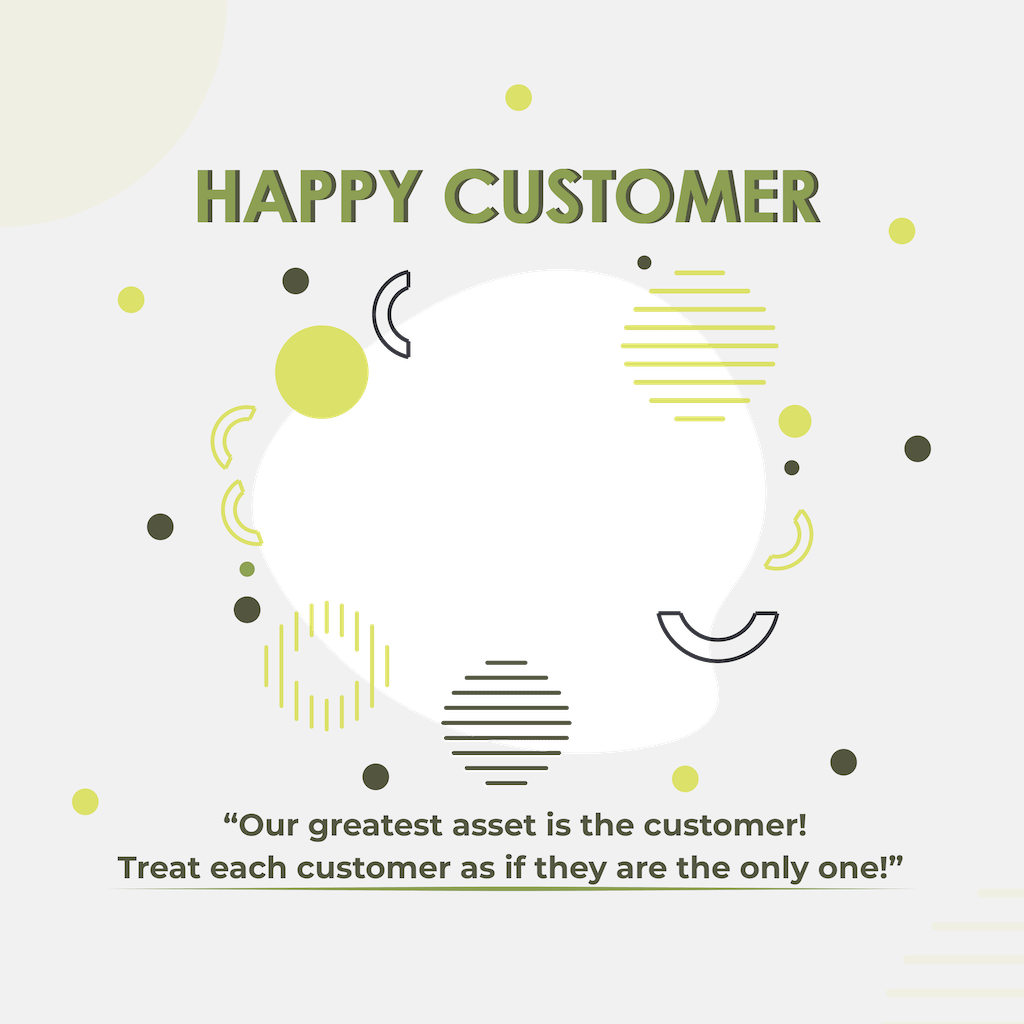 HAPPY CUSTOMER
“Our greatest asset is the customer!
Treat each customer as if they are the only one!”